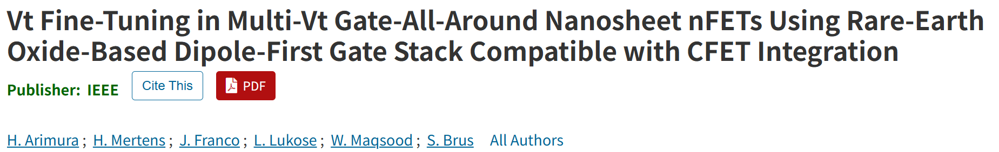 Vt Fine-Tuning in Multi-Vt Gate-All-Around Nanosheet nFETs Using Rare-Earth
Oxide-Based Dipole-First Gate Stack Compatible with CFET Integration
Publisher: IEEE Cite This PDF
H. Arimura ; H. Mertens ; J. Franco ; L. Lukose ; W. Maqsood ; S. Brus All Authors